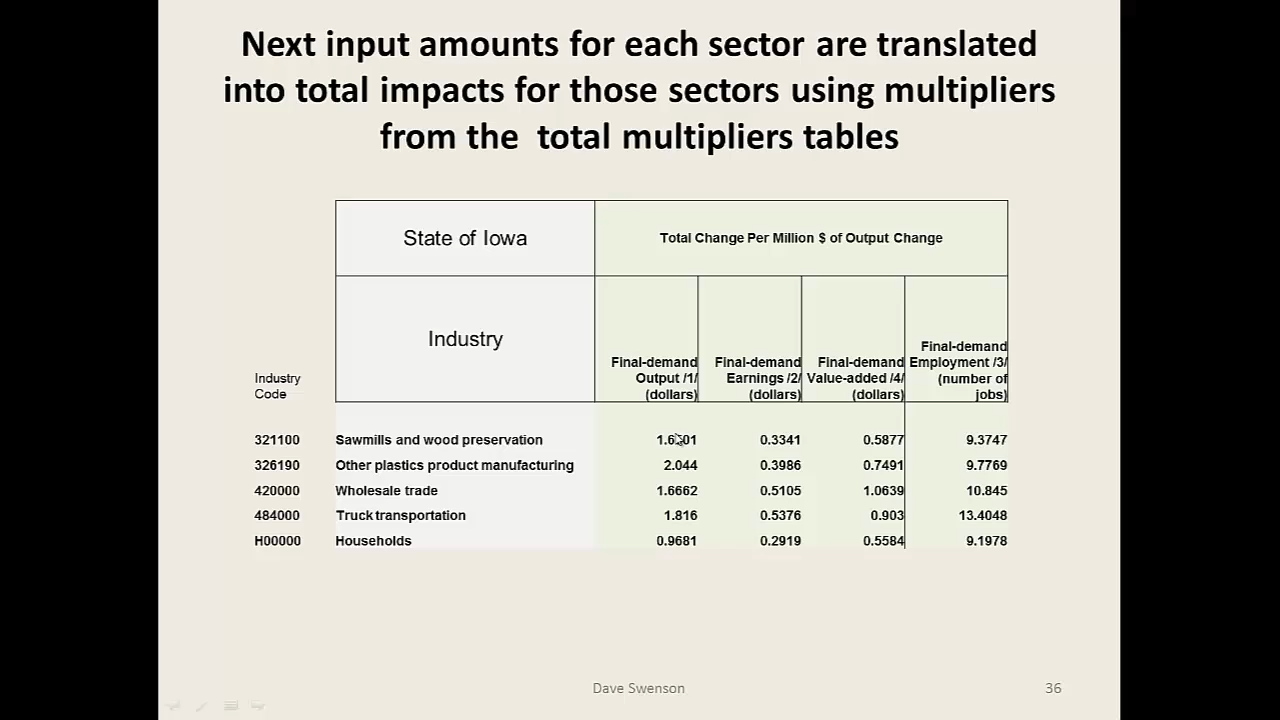 Next input amounts for each sector are translated
into total impacts for those sectors using multipliers
from the total multipliers tables
State of Iowa
Total Change Per Million $ of Output Change
Industry
Code
Industry
Final-demand
Output /1/
(dollars)
Final-demand
Earnings /2/
(dollars)
Final-demand
Value-added /4/
(dollars)
Final-demand
Employment /3/
(number of
jobs)
321100 Sawmills and wood preservation 0.3341 0.5877 9.3747
326190 Other plastics product manufacturing 2.044 0.3986 0.7491 9.7769
420000 Wholesale trade 1.6662 0.5105 1.0639 10.845
484000 Truck transportation 1.816 0.5376 0.903 13.4048
H00000 Households 0.9681 0.2919 0.5584 9.1978
Dave Swenson
36